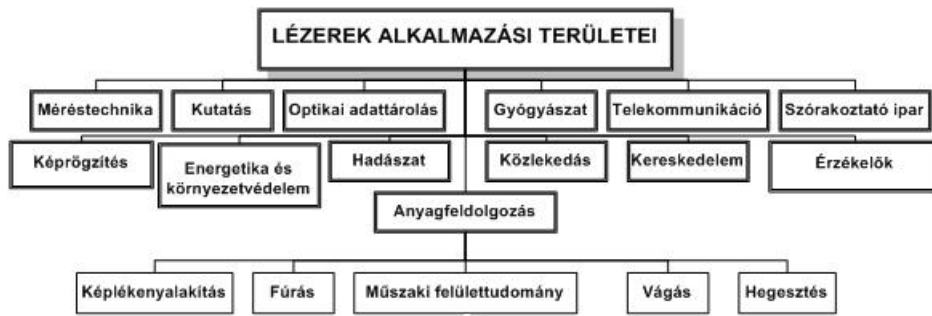 LÉZEREK ALKALMAZÁSI TERÜLETEI
Méréstechnika
Kutatás
Optikai adattárolás
Gyógyászat
Telekommunikáció
Szórakoztató ipar
Képrögzítés
Energetika és
környezetvédelem
Hadászat
Közlekedás
Kereskedelem
Érzékelők
Anyagfeldolgozás
Képlékenyalakítás
Fúrás
Műszaki felülettudomány
Vágás
Hegesztés